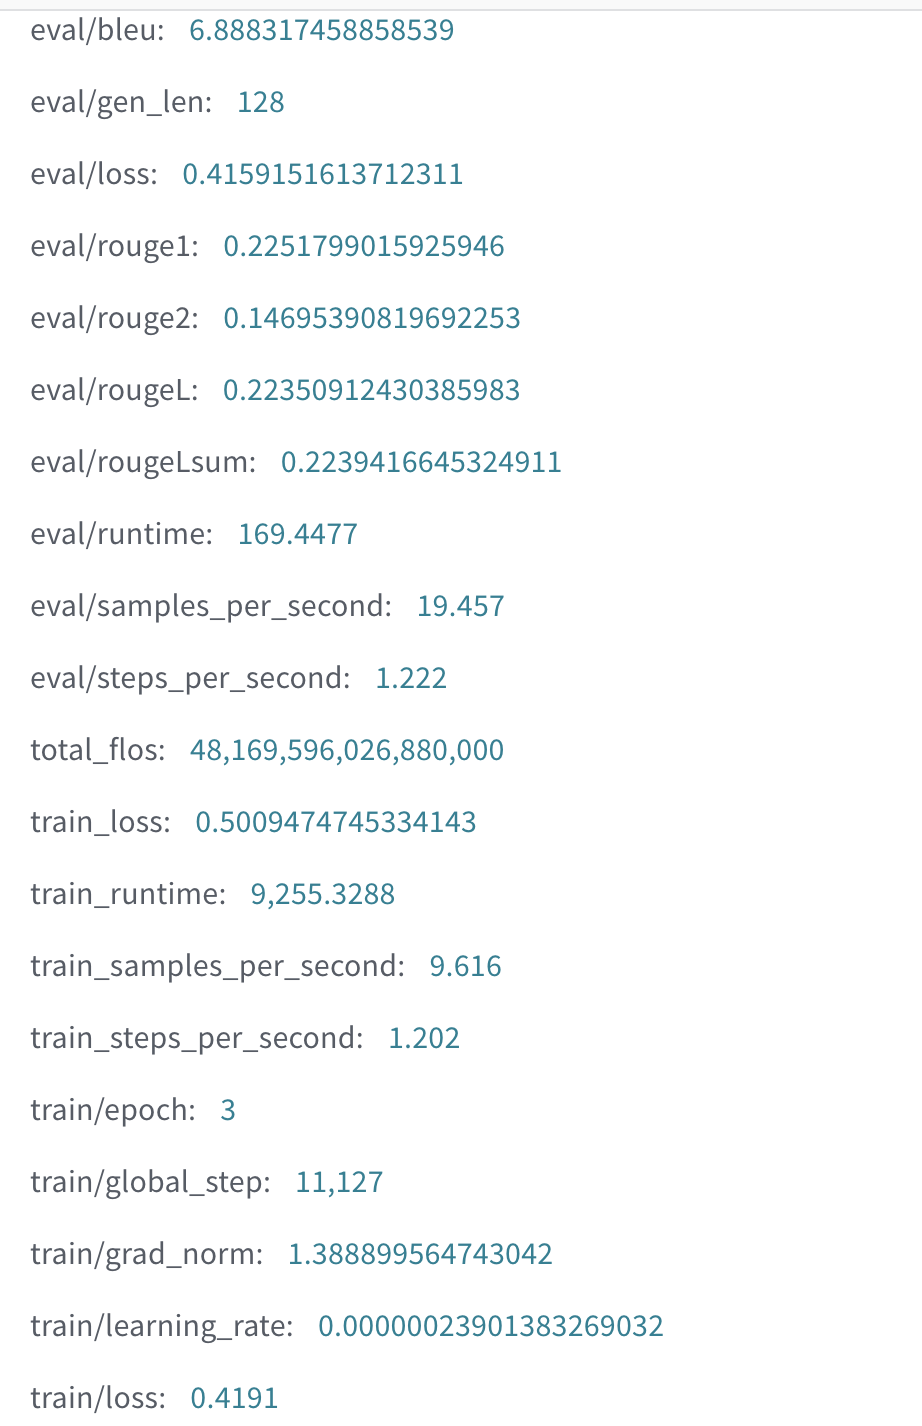 eval/bleu: 6.888317458858539
eval/gen_len: 128
eval/loss: 0.4159151613712311
eval/rouge1: 0.2251799015925946
eval/rouge2: 0.14695390819692253
eval/rougeL: 0.22350912430385983
eval/rougeLsum: 0.2239416645324911
eval/runtime: 169.4477
eval/samples_per_second: 19.457
eval/steps_per_second: 1.222
total_flos: 48,169,596,026,880,000
train_loss: 0.5009474745334143
train_runtime: 9,255.3288
train_samples_per_second: 9.616
train_steps_per_second: 1.202
train/epoch: 3
train/global_step: 11,127
train/grad_norm: 1.388899564743042
train/learning_rate: 0.00000023901383269032
train/loss: 0.4191